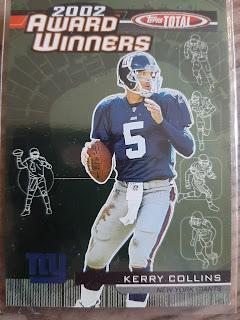 2002
Topps TOTAL
AWARD
WINNERS
5
ny
KERRY COLLINS
NEW YORK GIANTS